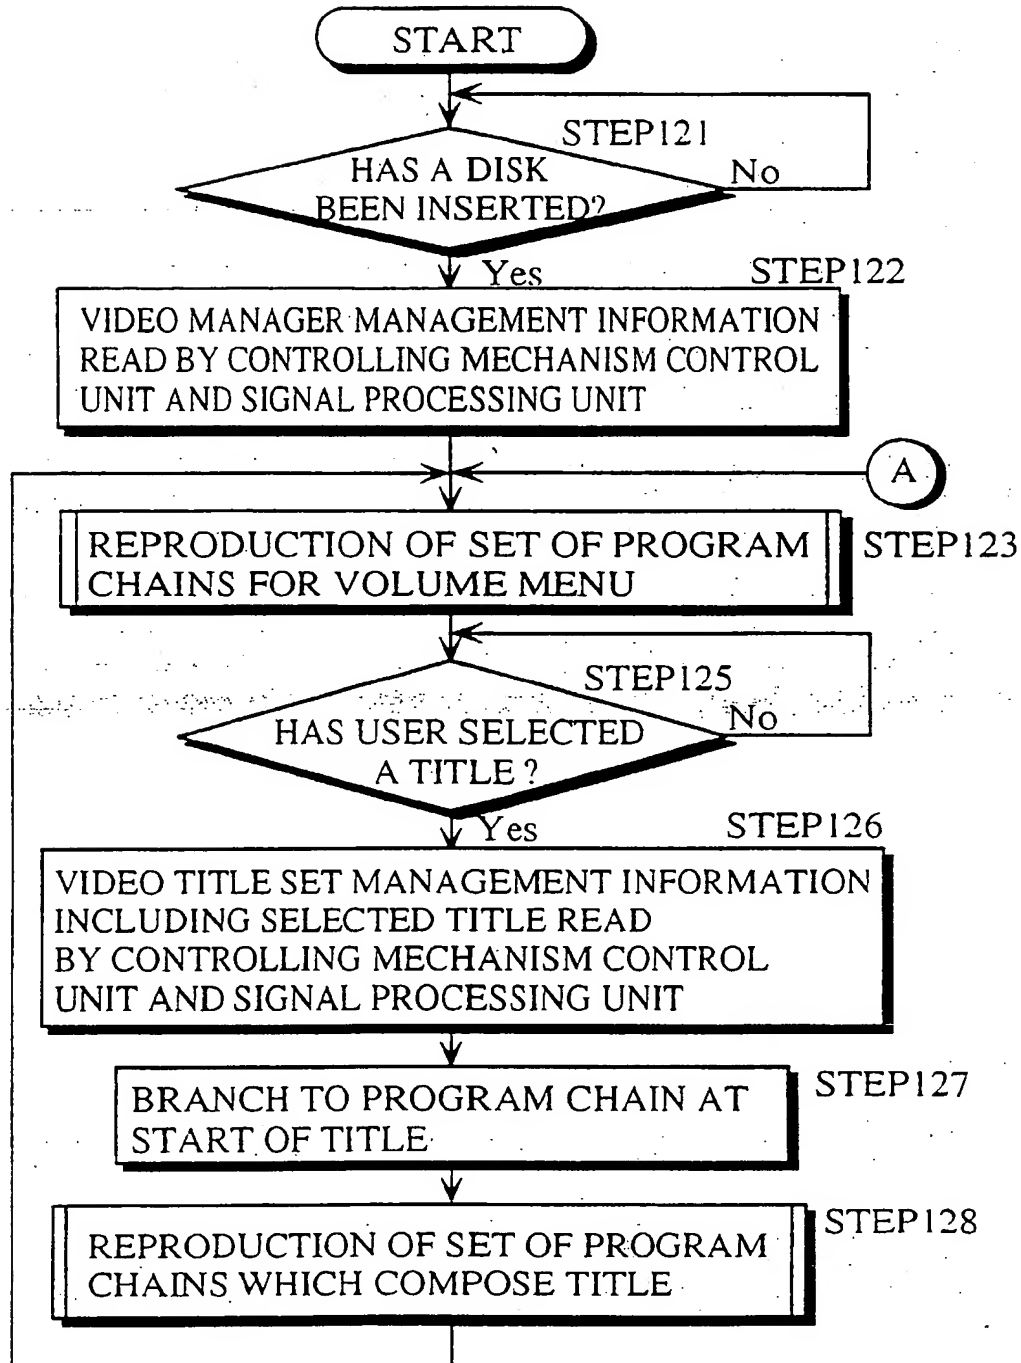 START
STEP121
HAS A DISK
BEEN INSERTED?
No
Yes
STEP122
VIDEO MANAGER MANAGEMENT INFORMATION
READ BY CONTROLLING MECHANISM CONTROL
UNIT AND SIGNAL PROCESSING UNIT
A
REPRODUCTION OF SET OF PROGRAM
CHAINS FOR VOLUME MENU
STEP123
STEP125
HAS USER SELECTED
A TITLE ?
No
Yes
STEP126
VIDEO TITLE SET MANAGEMENT INFORMATION
INCLUDING SELECTED TITLE READ
BY CONTROLLING MECHANISM CONTROL
UNIT AND SIGNAL PROCESSING UNIT
STEP127
BRANCH TO PROGRAM CHAIN AT
START OF TITLE
STEP128
REPRODUCTION OF SET OF PROGRAM
CHAINS WHICH COMPOSE TITLE